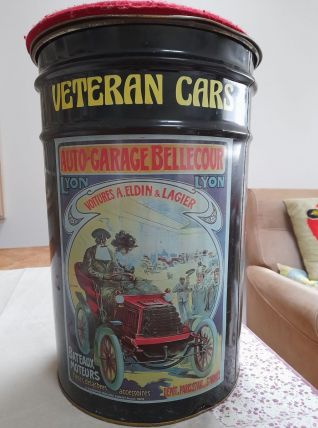 VETERAN CARS
AUTO-GARAGE BELLECOUR
LYON LYON
VOITURES A. ELDIN & LAGIER
BATEAUX
MOTEURS
accessoires